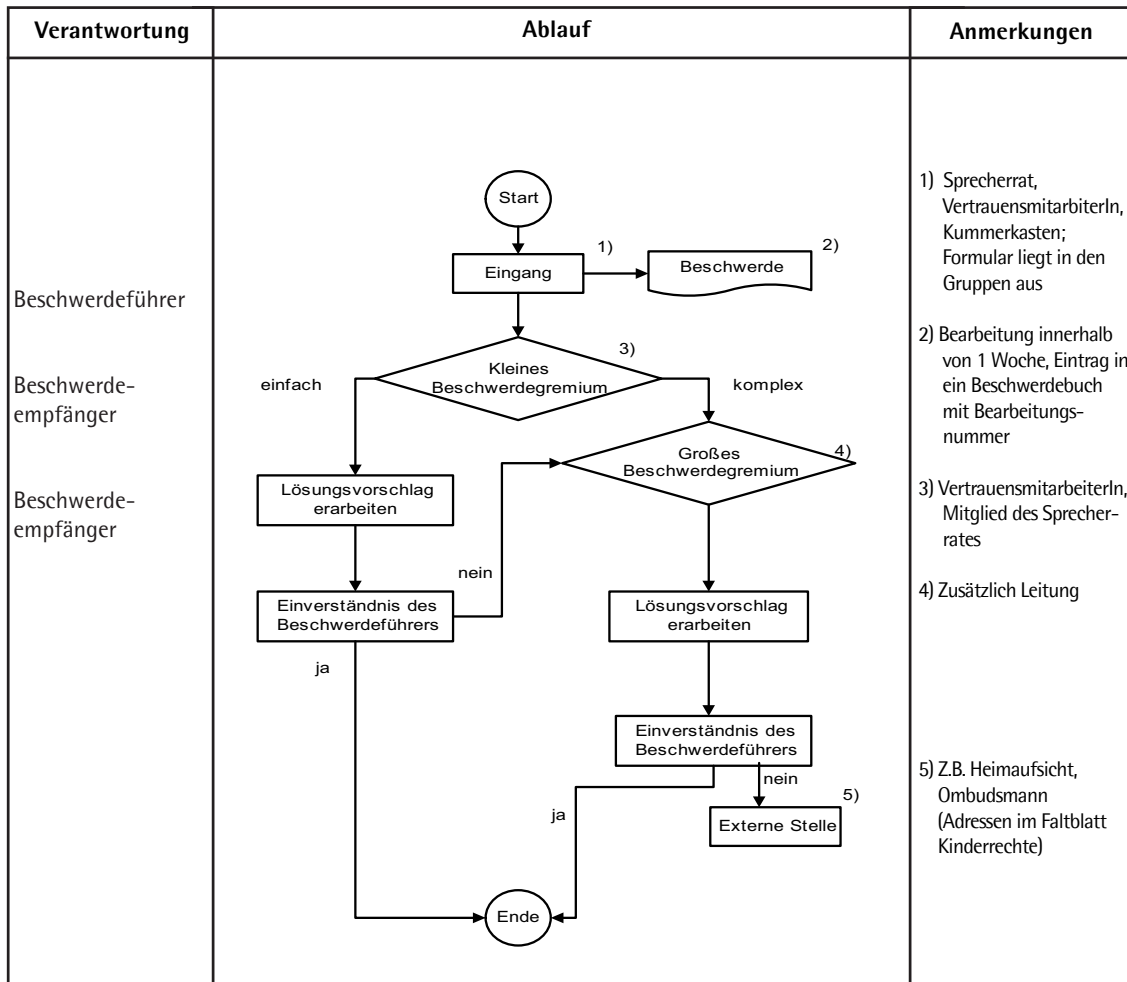 Verantwortung
Ablauf
Anmerkungen
Beschwerdeführer
Beschwerde-
empfänger
Beschwerde-
empfänger
Start
1)
Eingang
2)
Beschwerde
3)
Kleines
Beschwerdegremium
einfach
komplex
4)
Großes
Beschwerdegremium
Lösungsvorschlag
erarbeiten
nein
Einverständnis des
Beschwerdeführers
ja
Lösungsvorschlag
erarbeiten
Einverständnis des
Beschwerdeführers
nein
ja
5)
Externe Stelle
Ende
1) Sprecherrat,
VertrauensmitarbiterIn,
Kummerkasten;
Formular liegt in den
Gruppen aus
2) Bearbeitung innerhalb
von 1 Woche, Eintrag in
ein Beschwerdebuch
mit Bearbeitungs-
nummer
3) VertrauensmitarbeiterIn,
Mitglied des Sprecher-
rates
4) Zusätzlich Leitung
5) Z.B. Heimaufsicht,
Ombudsmann
(Adressen im Faltblatt
Kinderrechte)